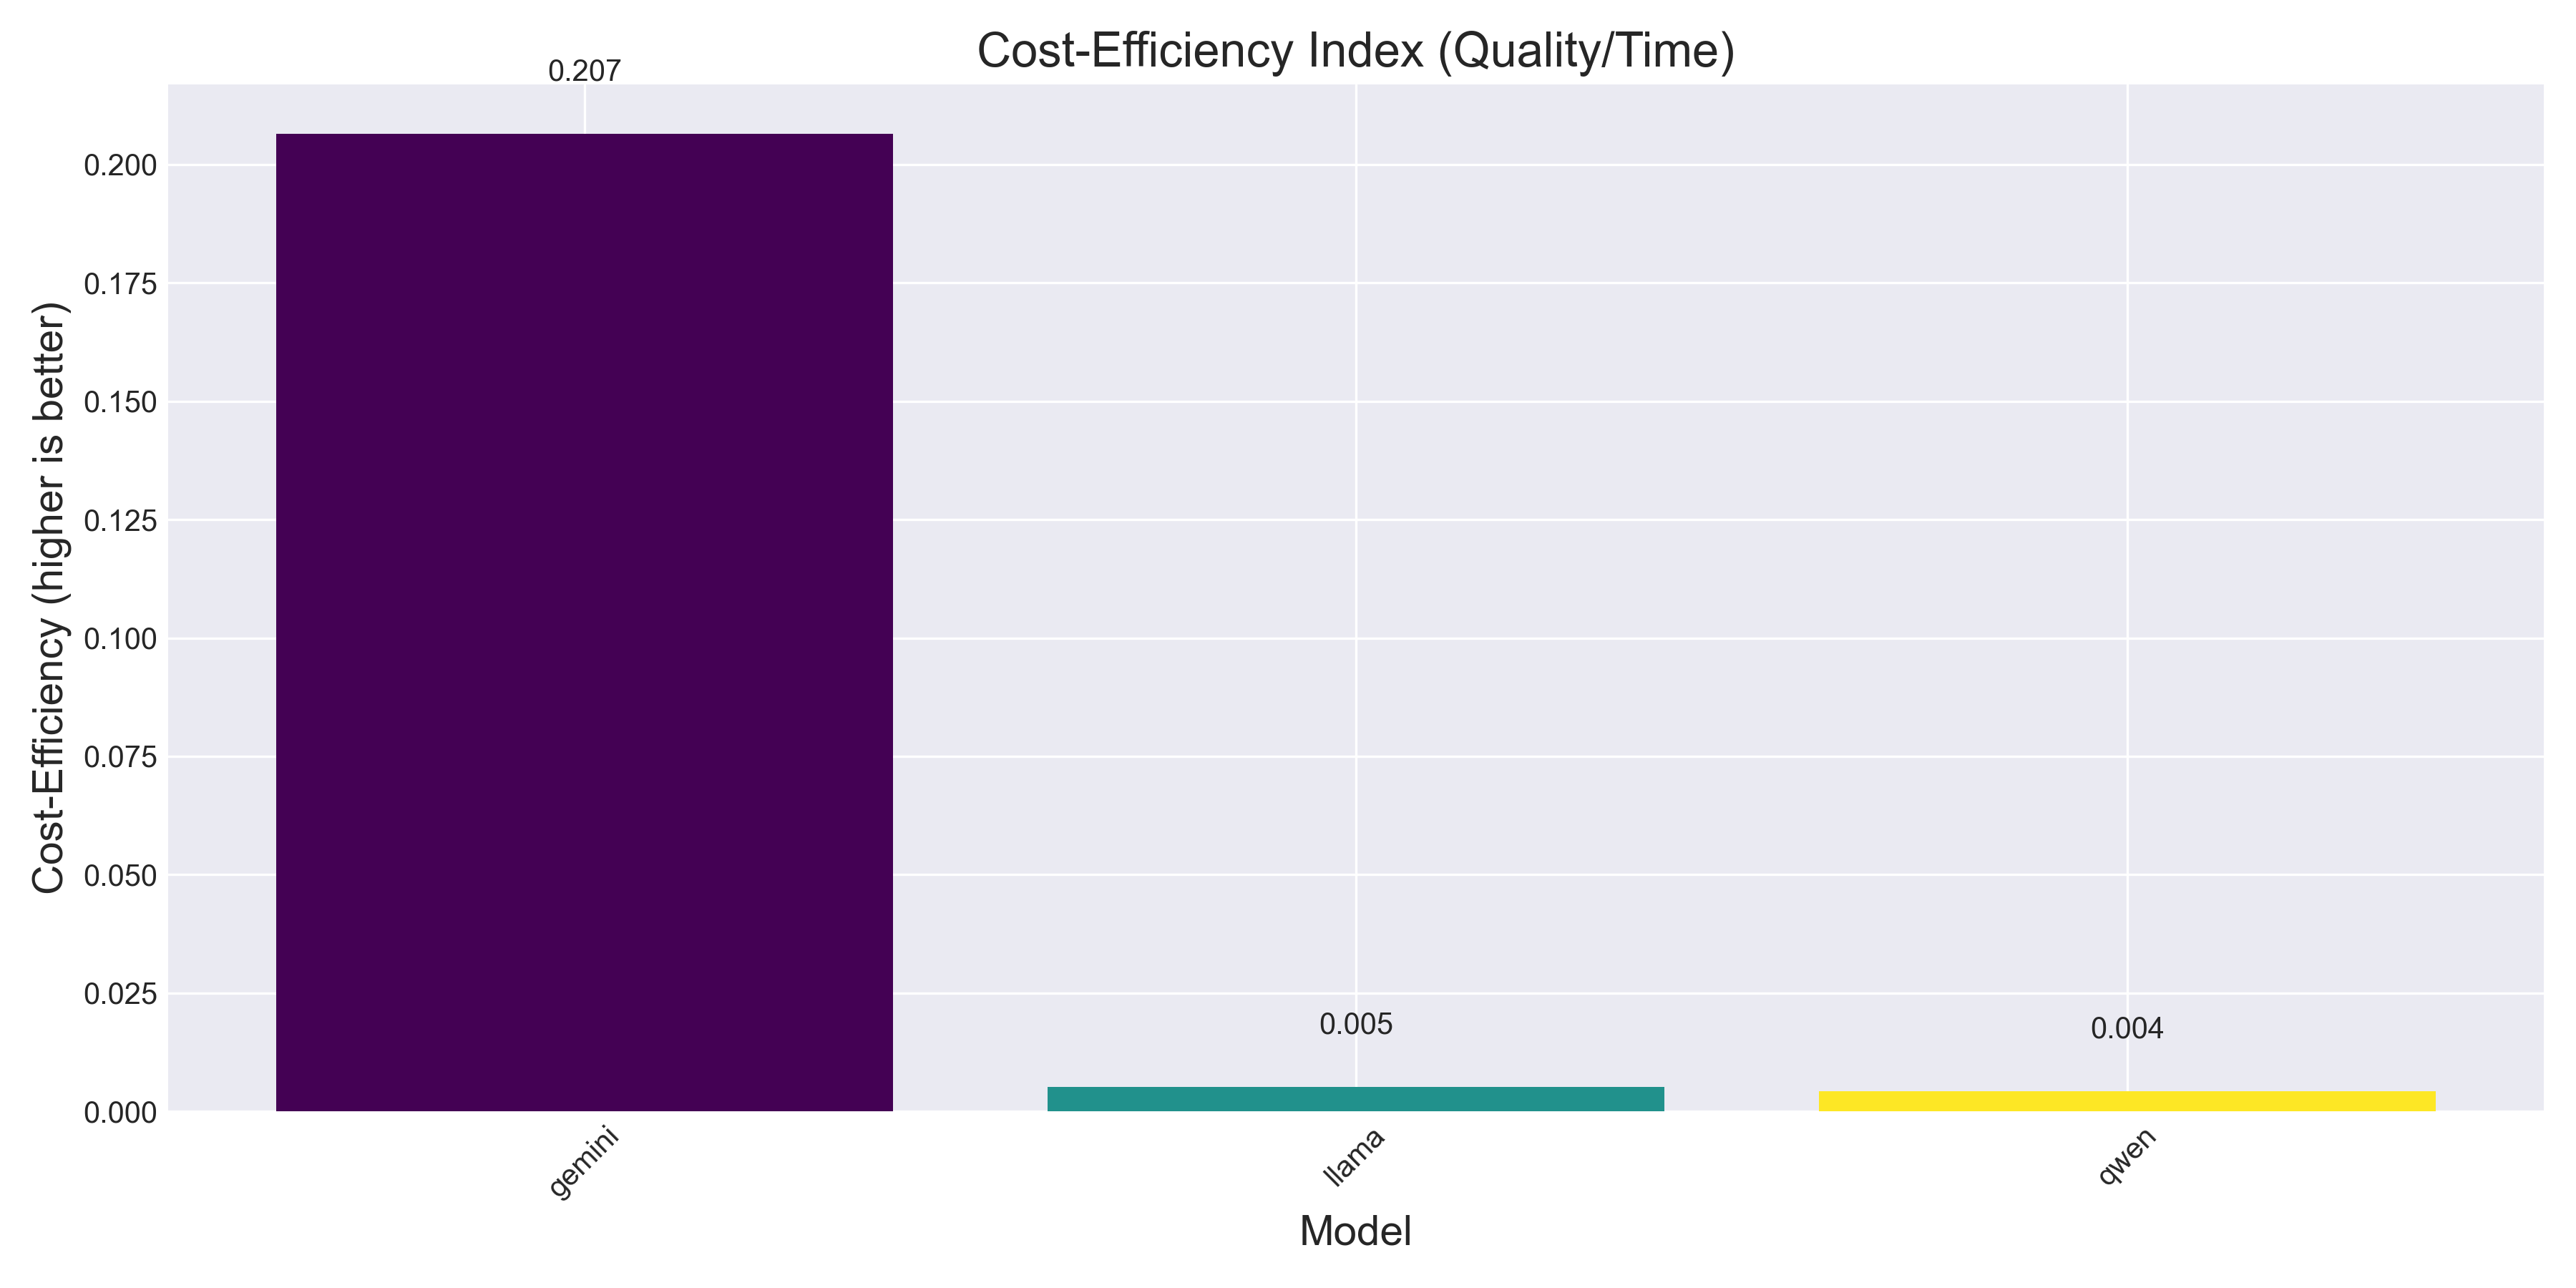 Cost-Efficiency Index (Quality/Time)
0.207
0.200
0.175
0.150
0.125
0.100
0.075
0.050
0.025
0.000
Cost-Efficiency (higher is better)
0.005
0.004
gemini
llama
qwen
Model